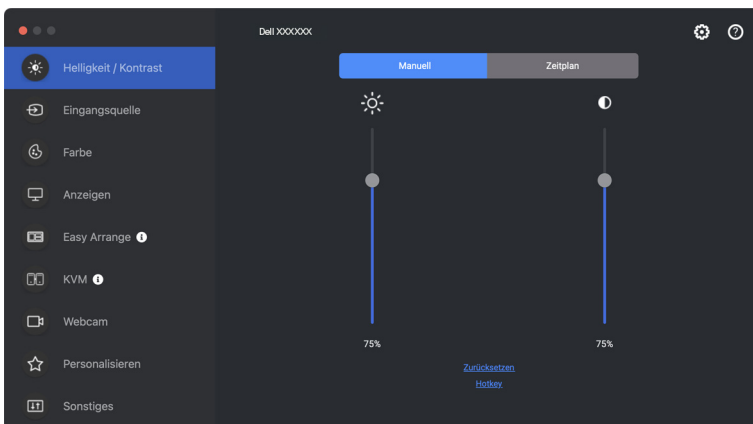 Dell XXXXXX
Helligkeit / Kontrast
Eingangsquelle
Farbe
Anzeigen
Easy Arrange
KVM
Webcam
Personalisieren
Sonstiges
Manuell
Zeitplan
75%
75%
Zurücksetzen
Hotkey